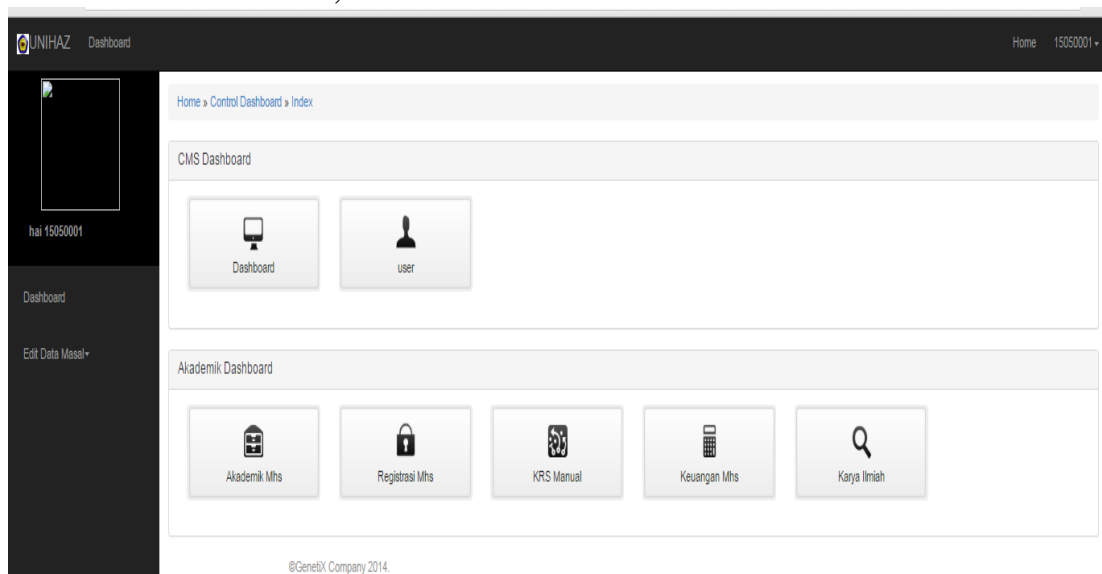 UNIHAZ Dashboard Home 15050001
hai 15050001
Dashboard
Edit Data Masal
Home » Control Dashboard » Index
CMS Dashboard
Dashboard user
Akademik Dashboard
Akademik Mhs Registrasi Mhs KRS Manual Keuangan Mhs Karya Ilmiah
©GenetiX Company 2014.